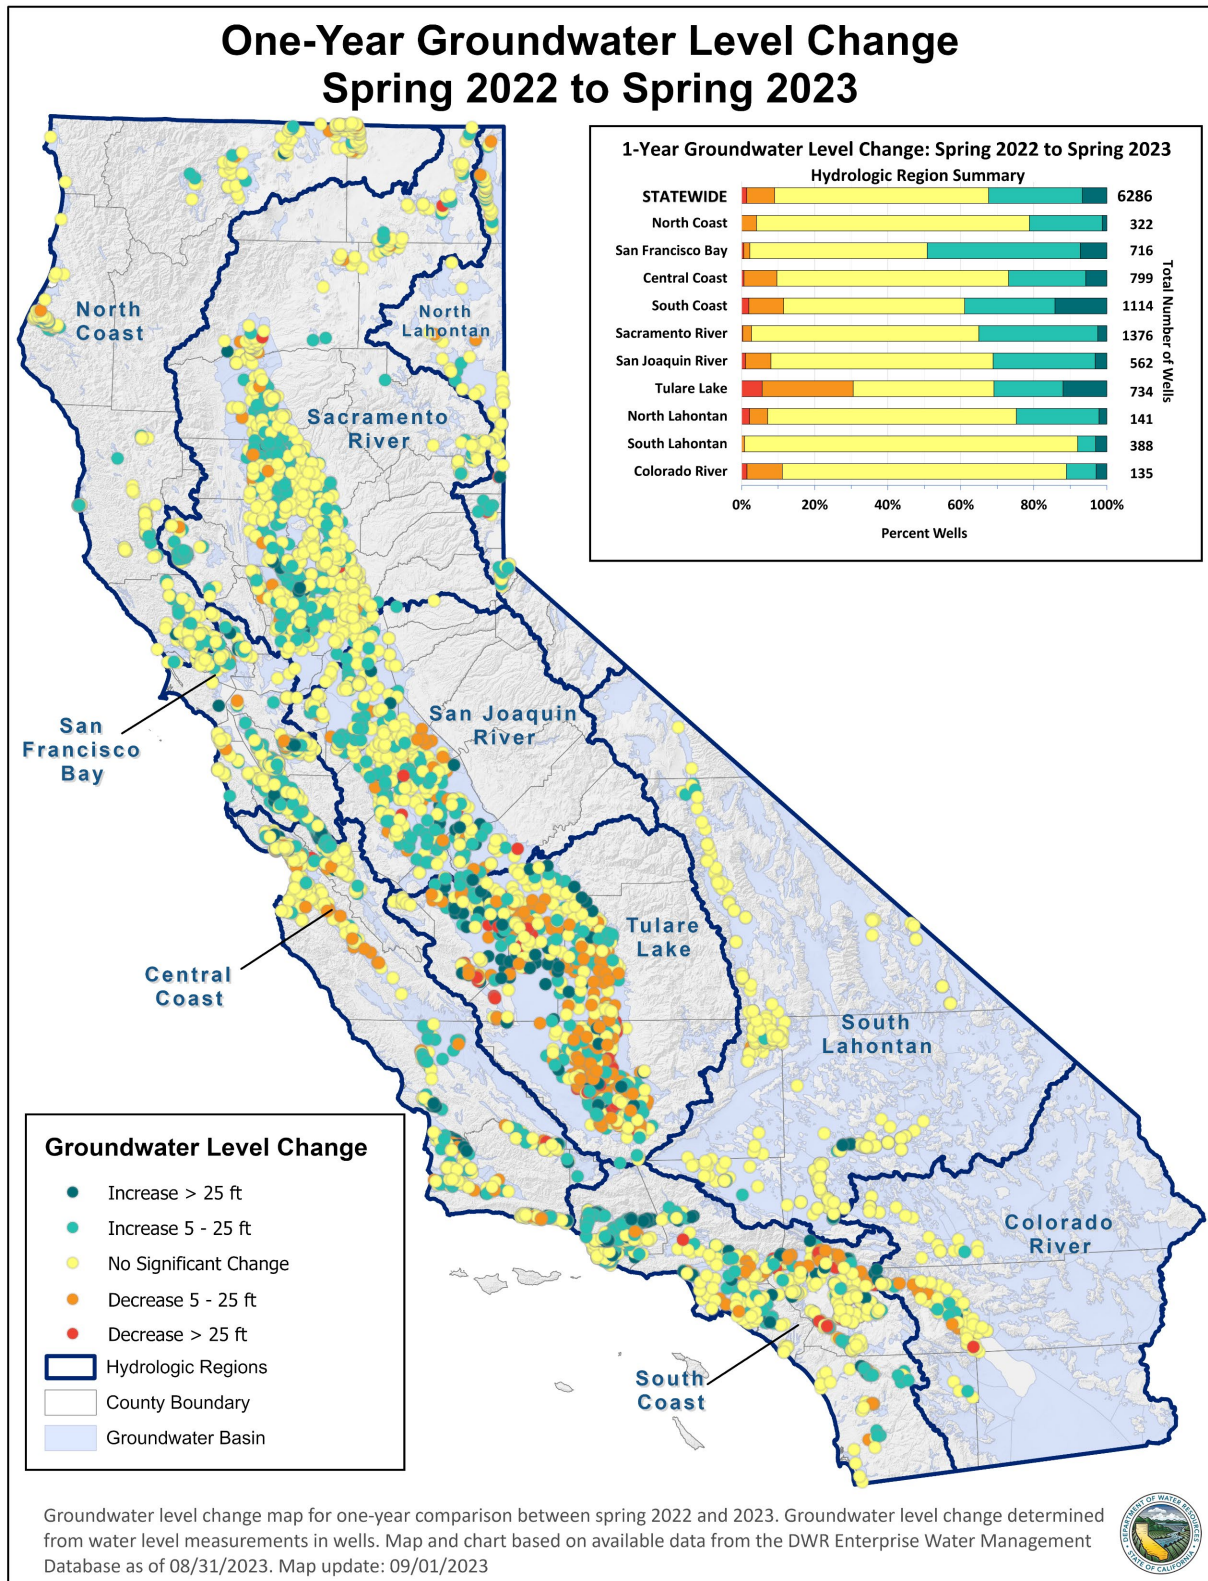 One-Year Groundwater Level Change
Spring 2022 to Spring 2023
1-Year Groundwater Level Change: Spring 2022 to Spring 2023
Hydrologic Region Summary
STATEWIDE 6286
North Coast 322
San Francisco Bay 716
Central Coast 799
South Coast 1114
Sacramento River 1376
San Joaquin River 562
Tulare Lake 734
North Lahontan 141
South Lahontan 388
Colorado River 135
0% 20% 40% 60% 80% 100%
Percent Wells
Total Number of Wells
North
Coast
North
Lahontan
Sacramento
River
San
Francisco
Bay
San Joaquin
River
Tulare
Lake
Central
Coast
South
Lahontan
Colorado
River
South
Coast
Groundwater Level Change
Increase > 25 ft
Increase 5 - 25 ft
No Significant Change
Decrease 5 - 25 ft
Decrease > 25 ft
Hydrologic Regions
County Boundary
Groundwater Basin
Groundwater level change map for one-year comparison between spring 2022 and 2023. Groundwater level change determined
from water level measurements in wells. Map and chart based on available data from the DWR Enterprise Water Management
Database as of 08/31/2023. Map update: 09/01/2023
DEPARTMENT OF WATER RESOURCES
STATE OF CALIFORNIA